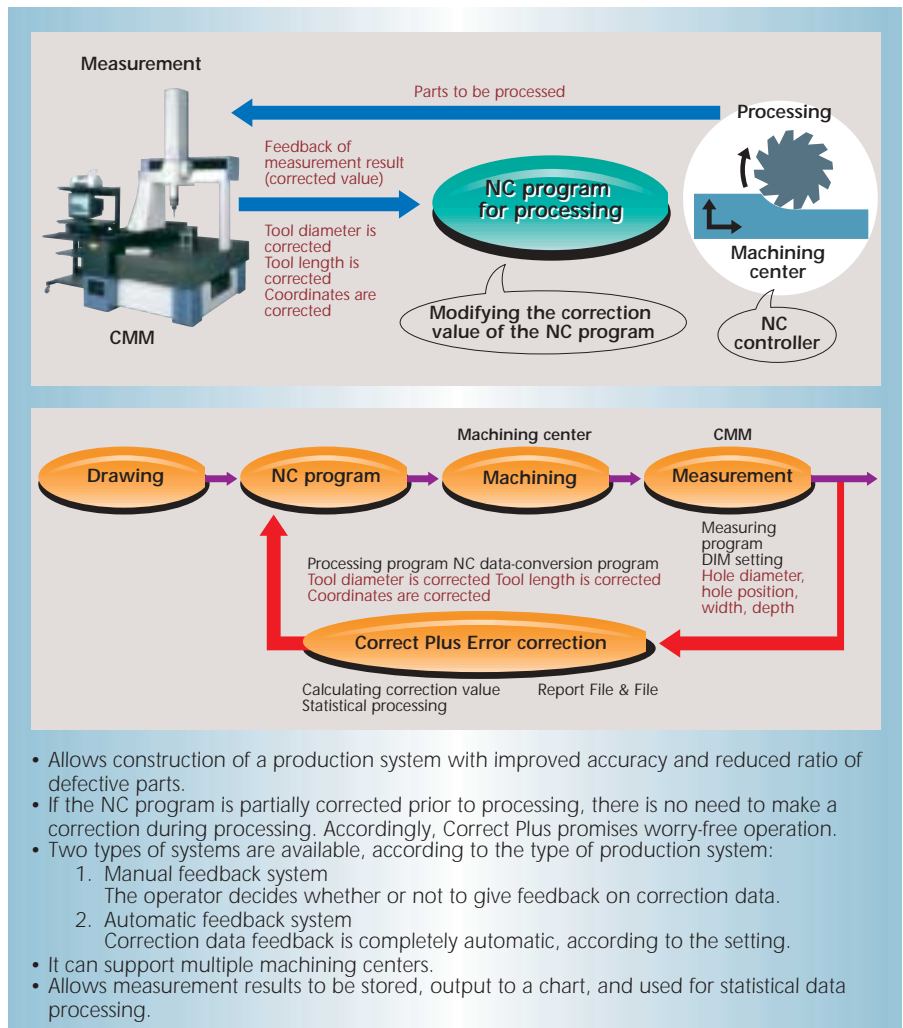 Measurement
Parts to be processed
Processing
Feedback of
measurement result
(corrected value)
NC program
for processing
Tool diameter is
corrected
Tool length is
corrected
Coordinates are
corrected
Machining
center
CMM
Modifying the correction
value of the NC program
NC
controller
Machining center
CMM
Drawing
NC program
Machining
Measurement
Measuring
program
DIM setting
Hole diameter,
hole position,
width, depth
Processing program NC data-conversion program
Tool diameter is corrected Tool length is corrected
Coordinates are corrected
Correct Plus Error correction
Calculating correction value
Statistical processing
Report File & File
• Allows construction of a production system with improved accuracy and reduced ratio of
defective parts.
• If the NC program is partially corrected prior to processing, there is no need to make a
correction during processing. Accordingly, Correct Plus promises worry-free operation.
• Two types of systems are available, according to the type of production system:
1. Manual feedback system
The operator decides whether or not to give feedback on correction data.
2. Automatic feedback system
Correction data feedback is completely automatic, according to the setting.
• It can support multiple machining centers.
• Allows measurement results to be stored, output to a chart, and used for statistical data
processing.